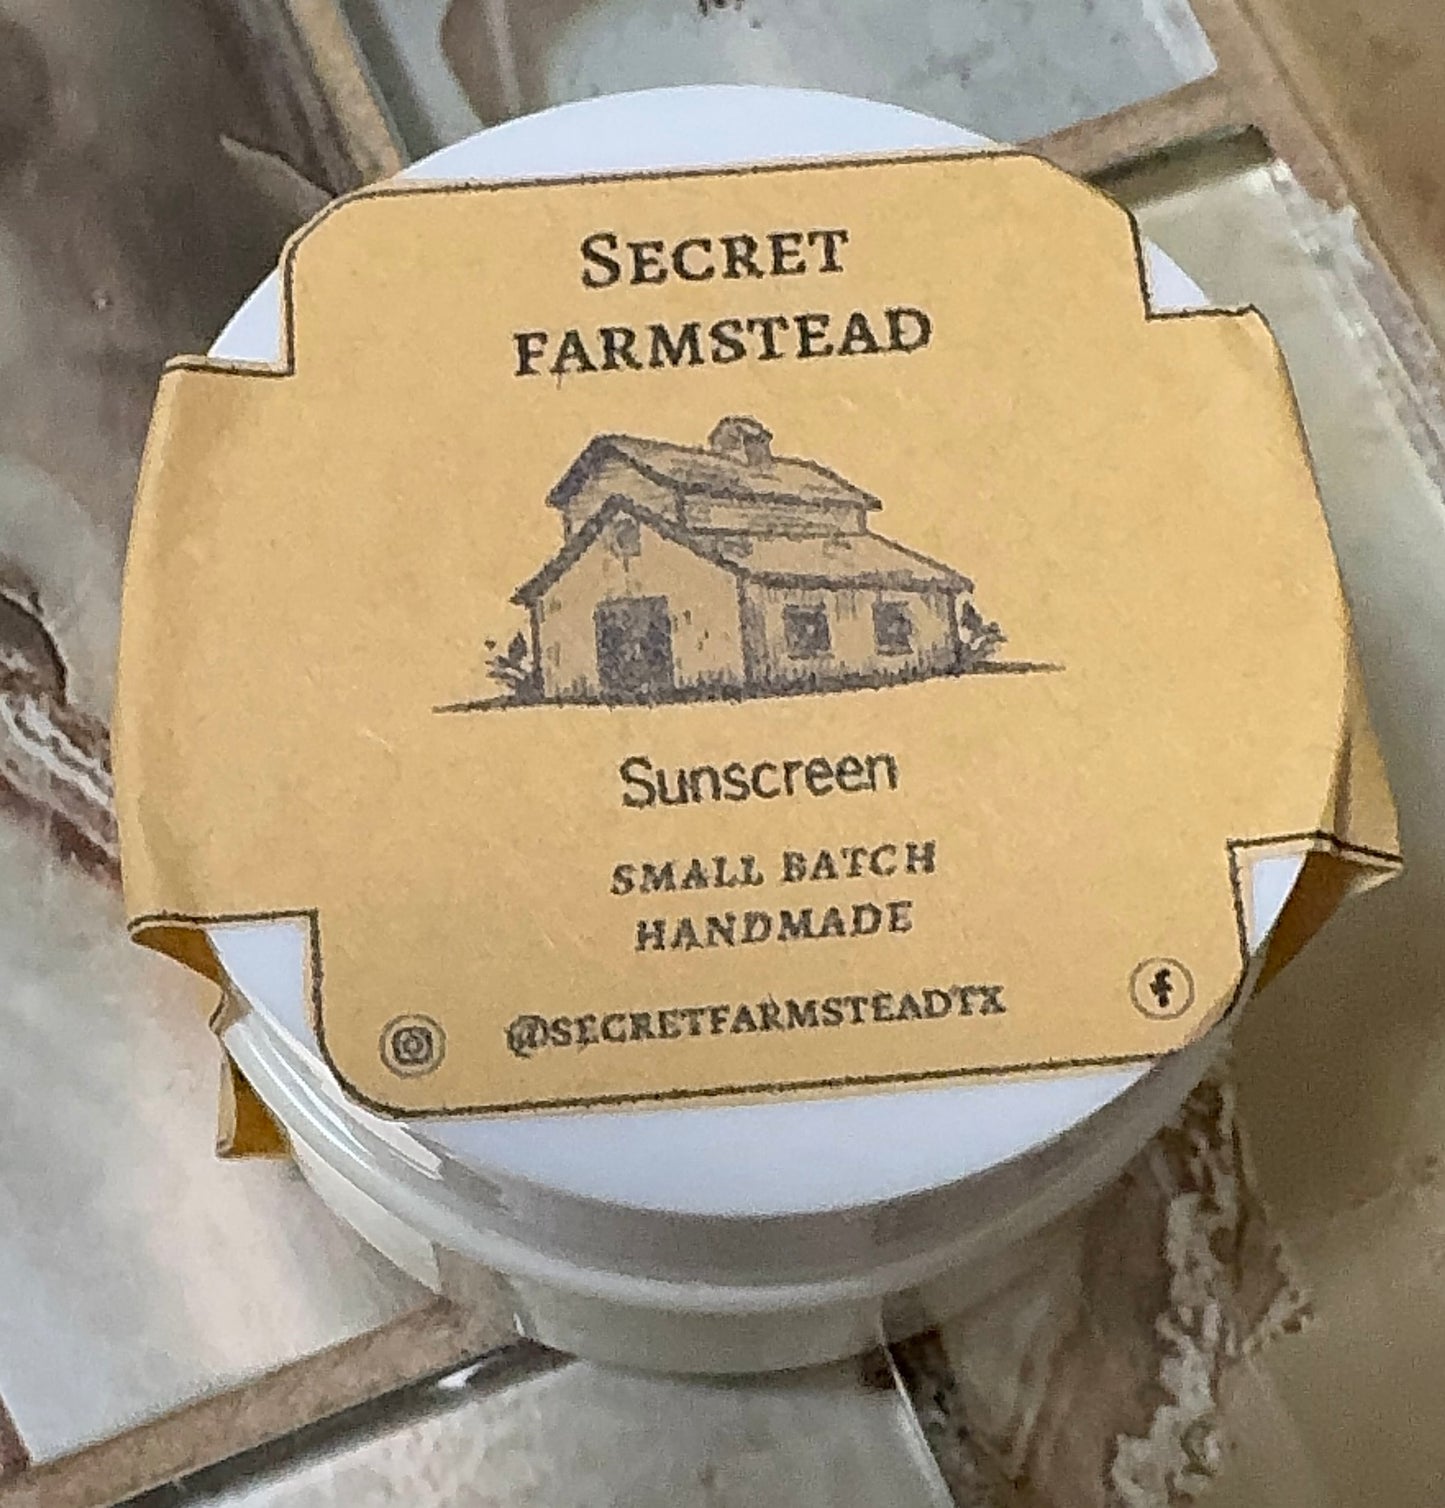 SECRET
FARMSTEAD
Sunscreen
SMALL BATCH
HANDMADE
@SECRETFARMSTEADTX